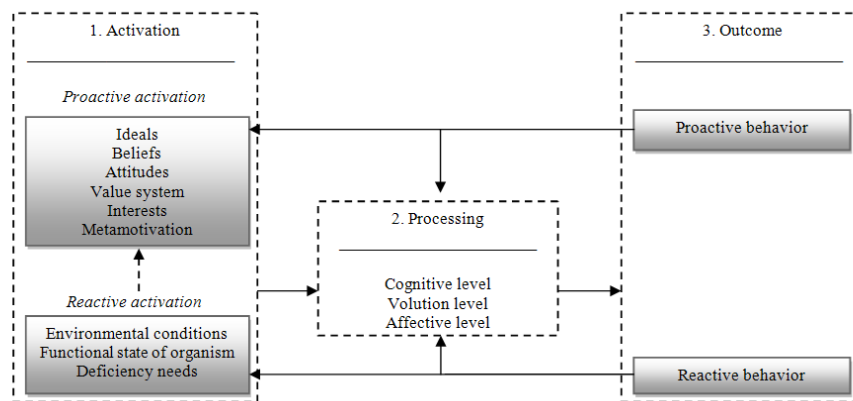 1. Activation
Proactive activation
Ideals
Beliefs
Attitudes
Value system
Interests
Metamotivation
Reactive activation
Environmental conditions
Functional state of organism
Deficiency needs
2. Processing
Cognitive level
Volution level
Affective level
3. Outcome
Proactive behavior
Reactive behavior